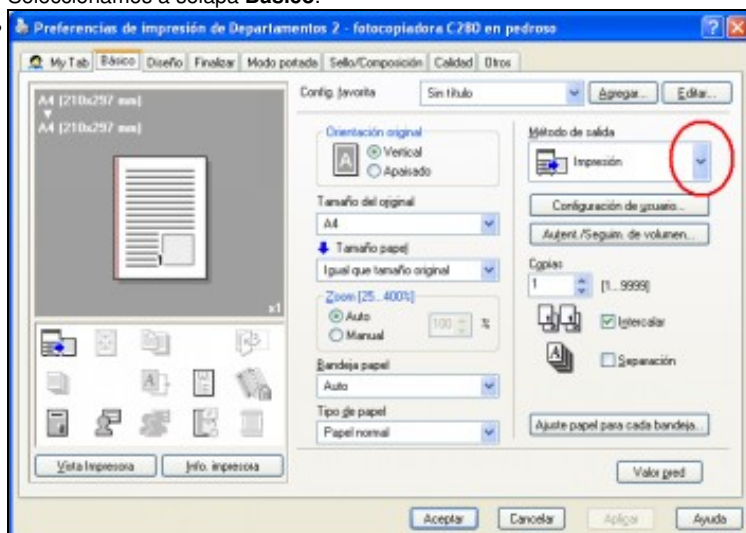 Seleccionamos a solapa Básico.
Preferencias de impresión de Departamentos 2 - fotocopiadora C280 en pedroso
My Tab Básico Diseño Finalizar Modo portada Sello/Composición Calidad Otros
A4 (210x297 mm)
A4 (210x297 mm)
x1
Vista Impresora Info. impresora
Config. favorita Sin título Agregar... Editar...
Orientación original
A Vertical
Apaisado
Tamaño del original
A4
Tamaño papel
Igual que tamaño original
Zoom [25...400%]
Auto
Manual
100 %
Bandeja papel
Auto
Tipo de papel
Papel normal
Método de salida
Impresión
Configuración de usuario...
Autent./Seguim. de volumen...
Copias
1 [1...9999]
Intercalar
Separación
Ajuste papel para cada bandeja...
Valor pred
Aceptar Cancelar Aplicar Ayuda